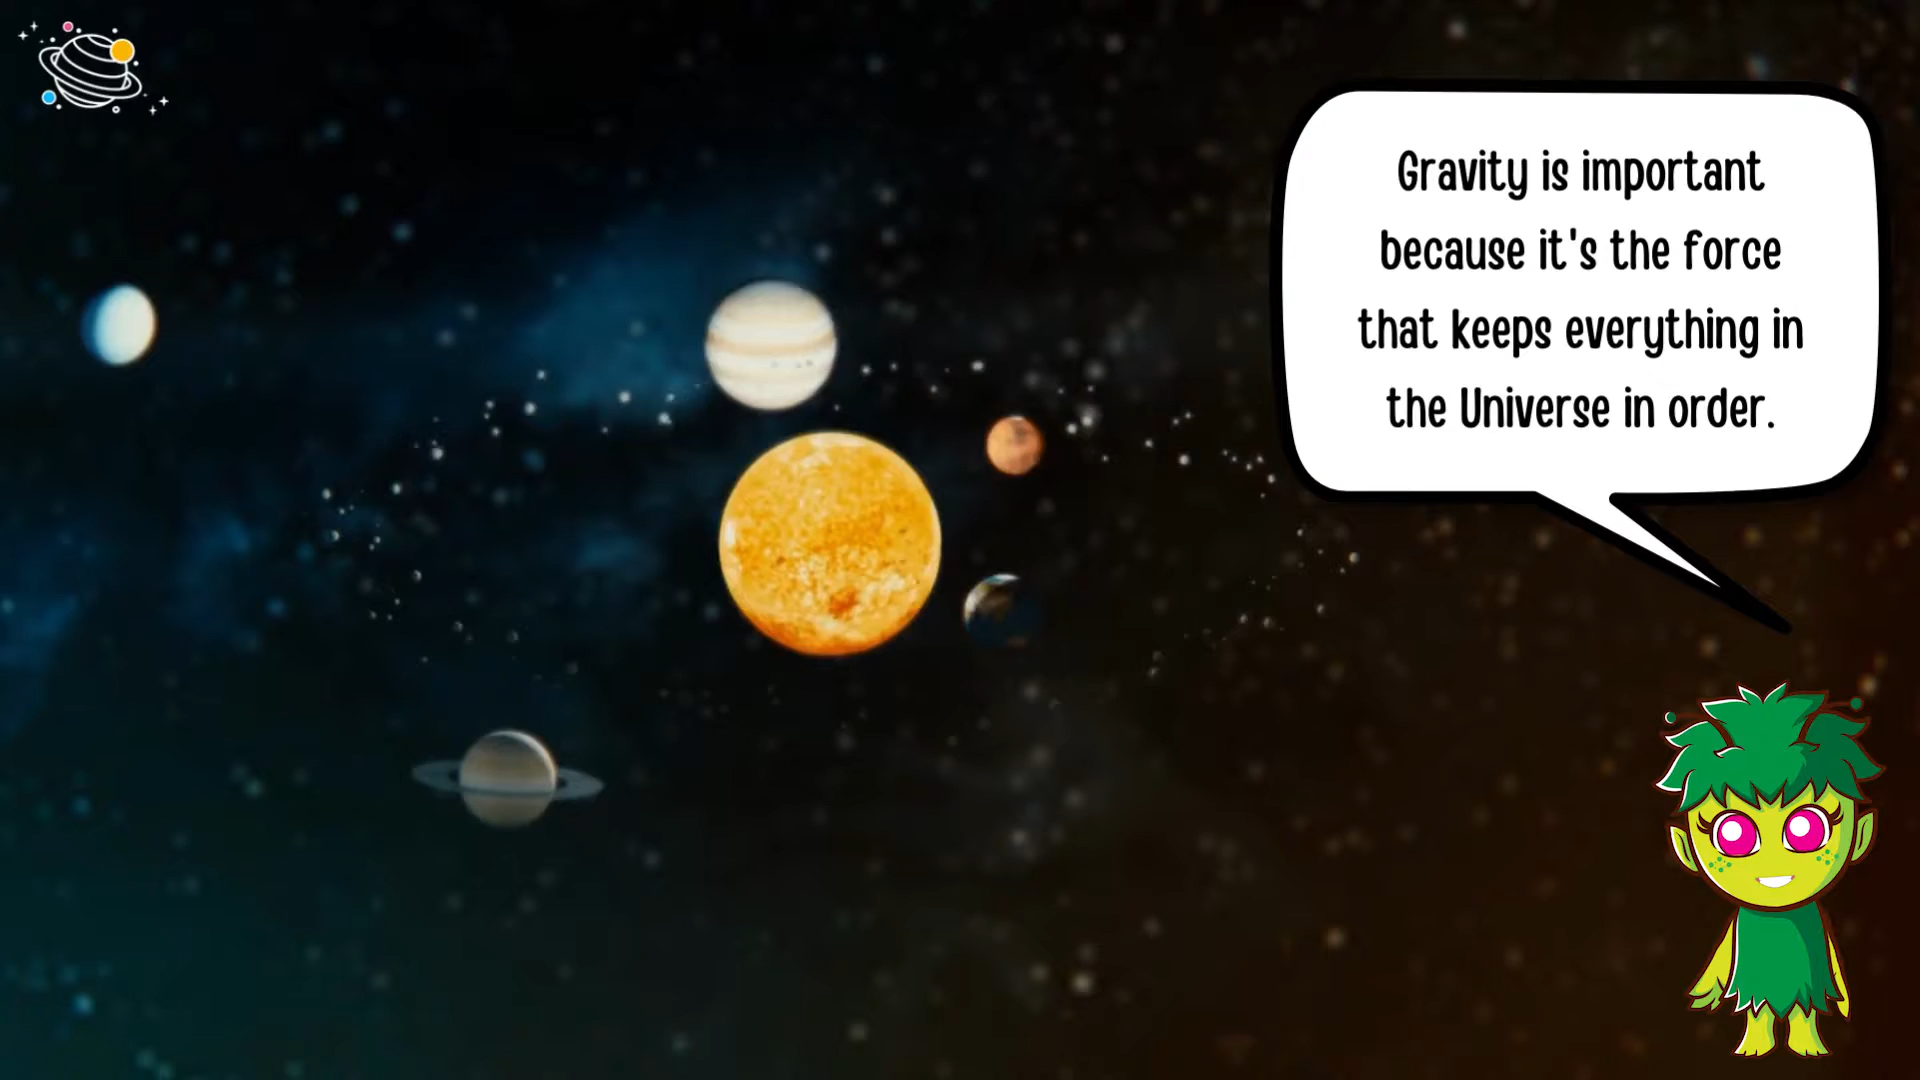 Gravity is important
because it's the force
that keeps everything in
the Universe in order.